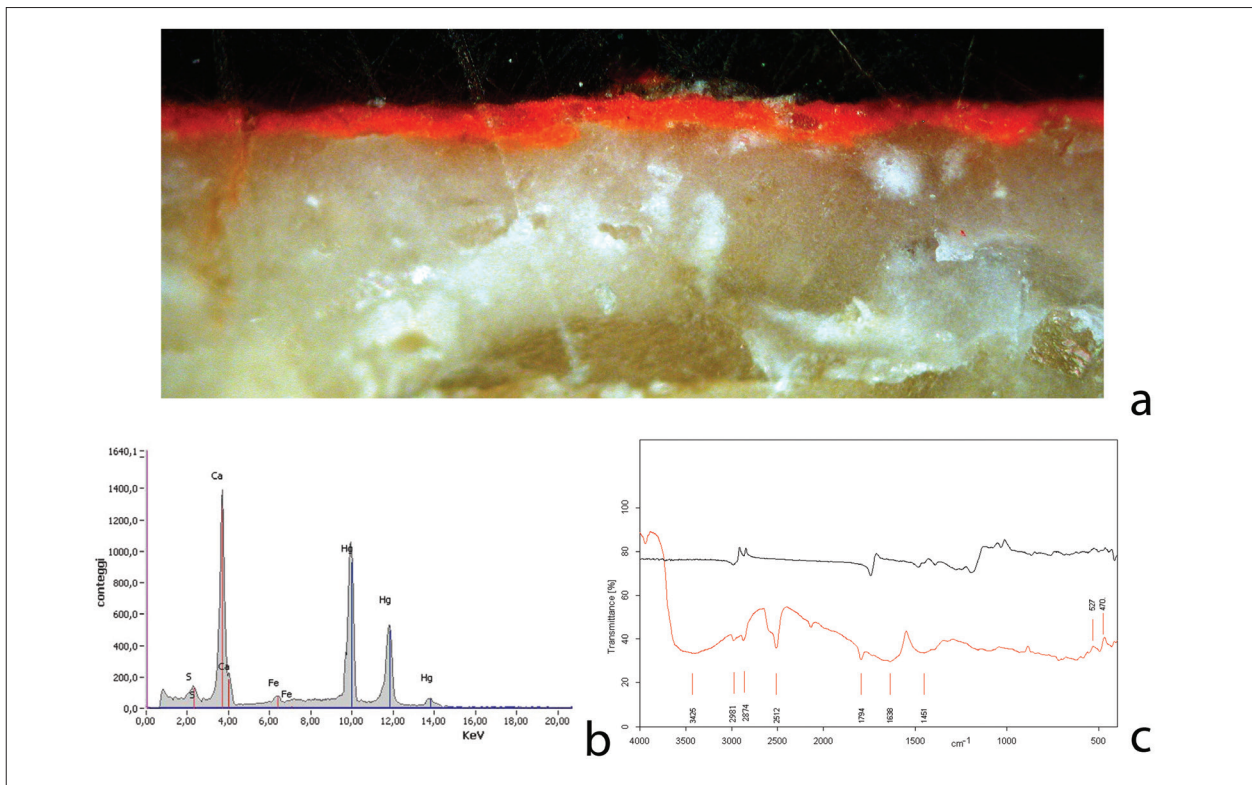 a
1640,1
1400,0
1200,0
1000,0
800,0
600,0
400,0
200,0
0,0
conteggi
Ca
Hg
Hg
S
S
Ca
Fe
Fe
Hg
0,00 2,00 4,00 6,00 8,00 10,00 12,00 14,00 16,00 18,00 20,0
KeV
b
100
80
60
40
20
0
Transmittance [%]
527
470.
3425
2981
2874
2512
1794
1638
1451
4000 3500 3000 2500 2000 1500 cm-1 1000 500
c